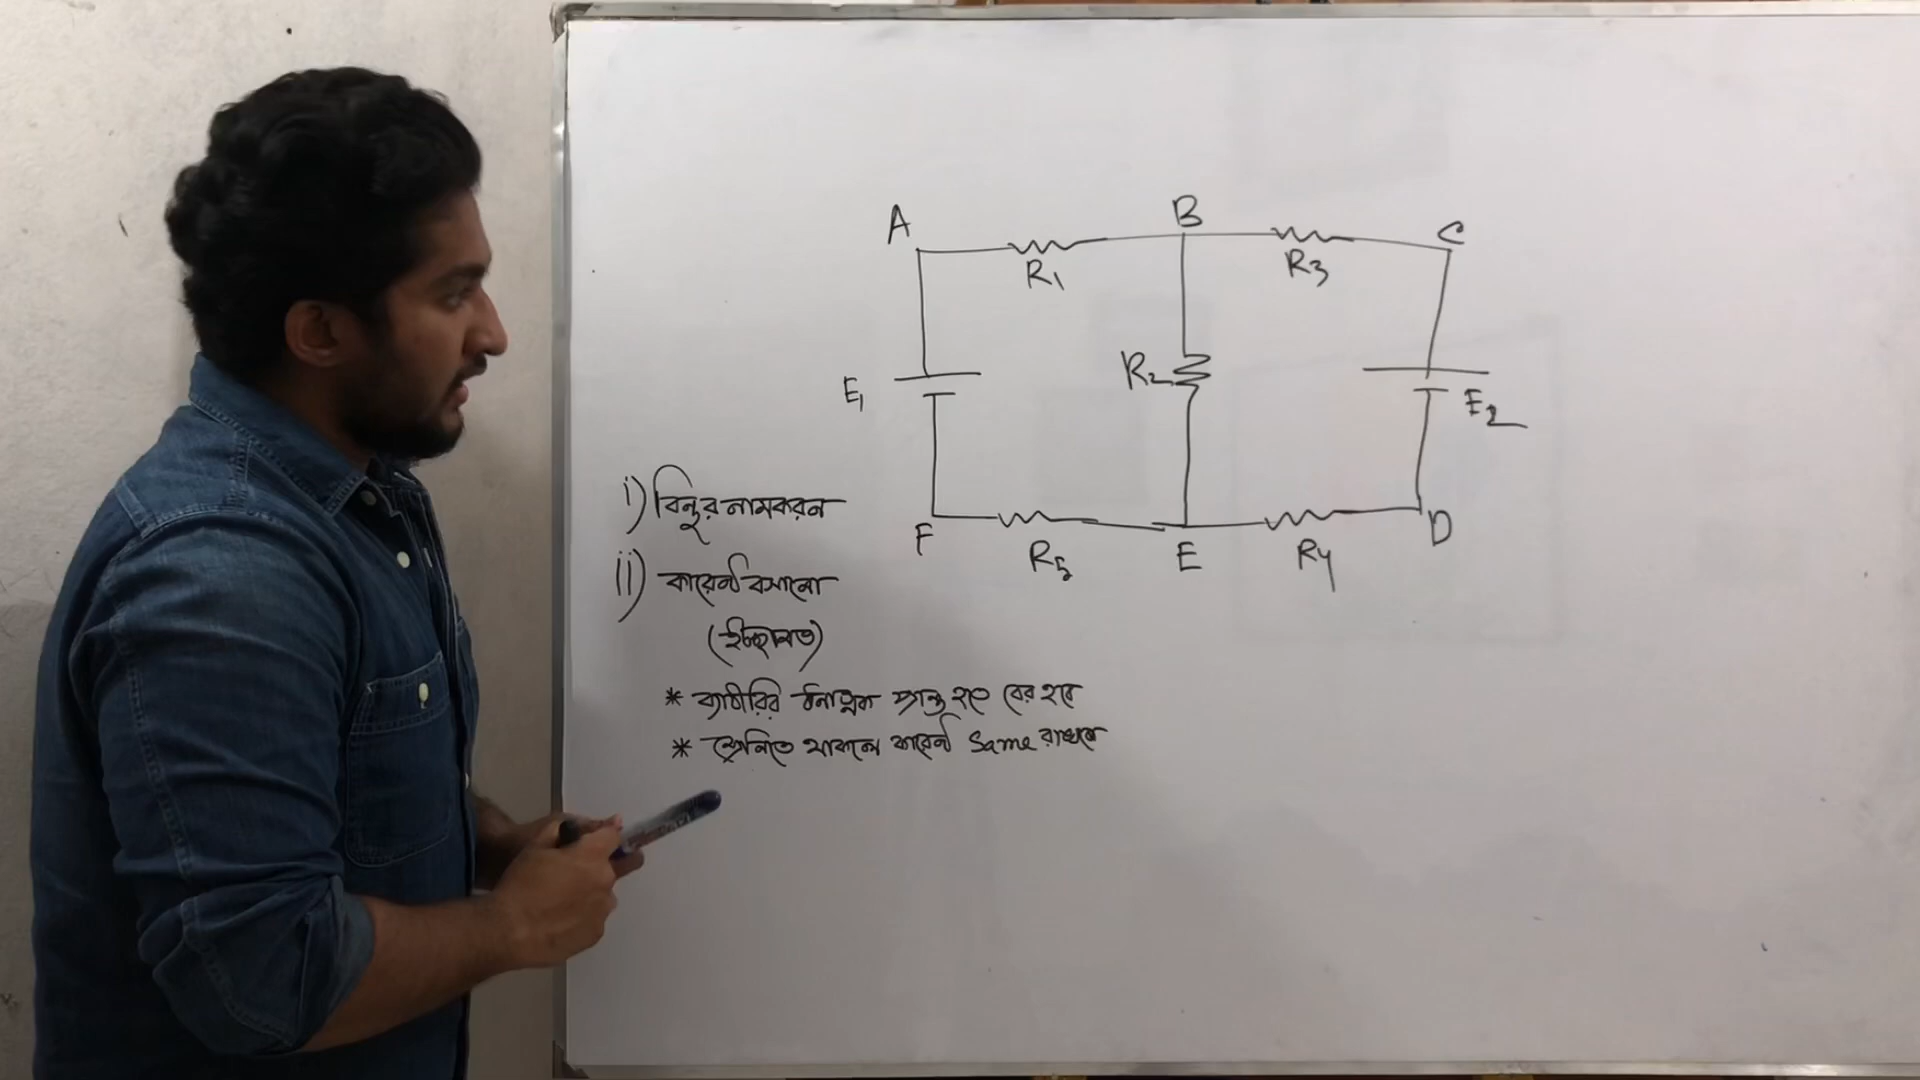 A
B
C
R1
R3
E1
R2
E2
F
R5
E
R4
D
i) বিন্দুর নামকরন
ii) কারেন্ট বসানো
(ইচ্ছামত)
* ব্যাটারির ধনাত্মক প্রান্ত হতে বের হবে
* শ্রেনিতে থাকলে কারেন্ট same রাখবে